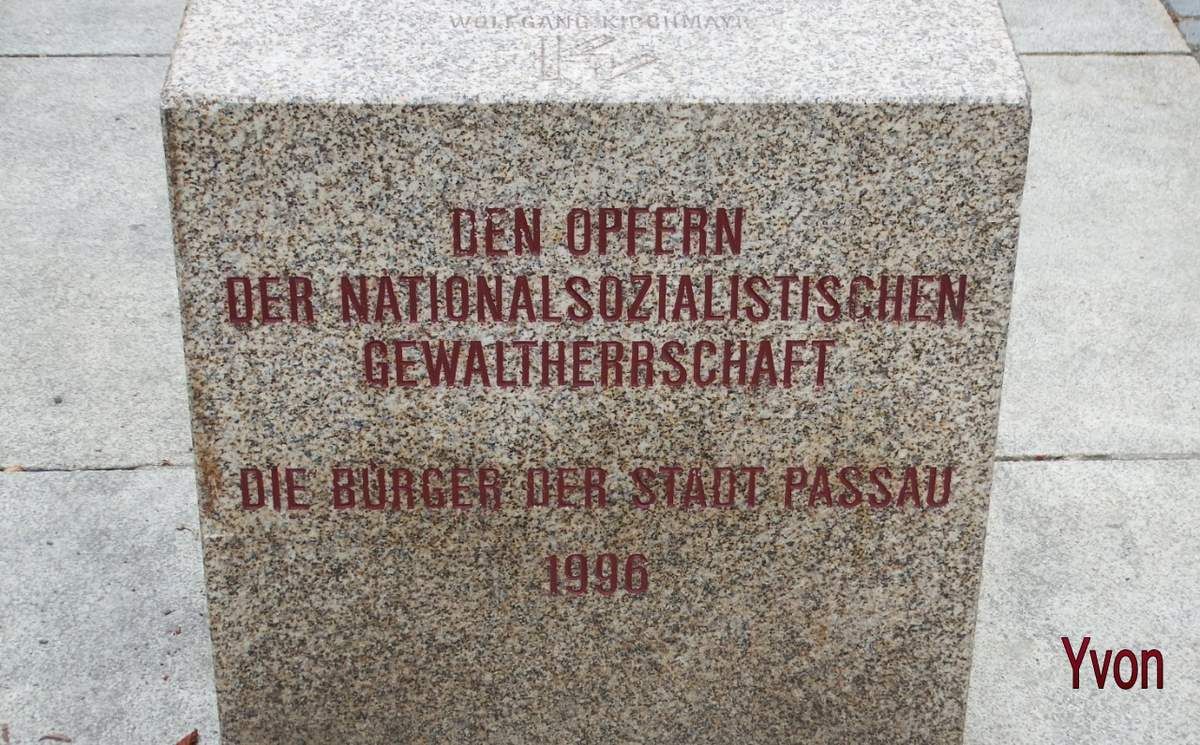 WOLFGANG KIRCHMAYR
DEN OPFERN
DER NATIONALSOZIALISTISCHEN
GEWALTHERRSCHAFT
DIE BÜRGER DER STADT PASSAU
1996
Yvon